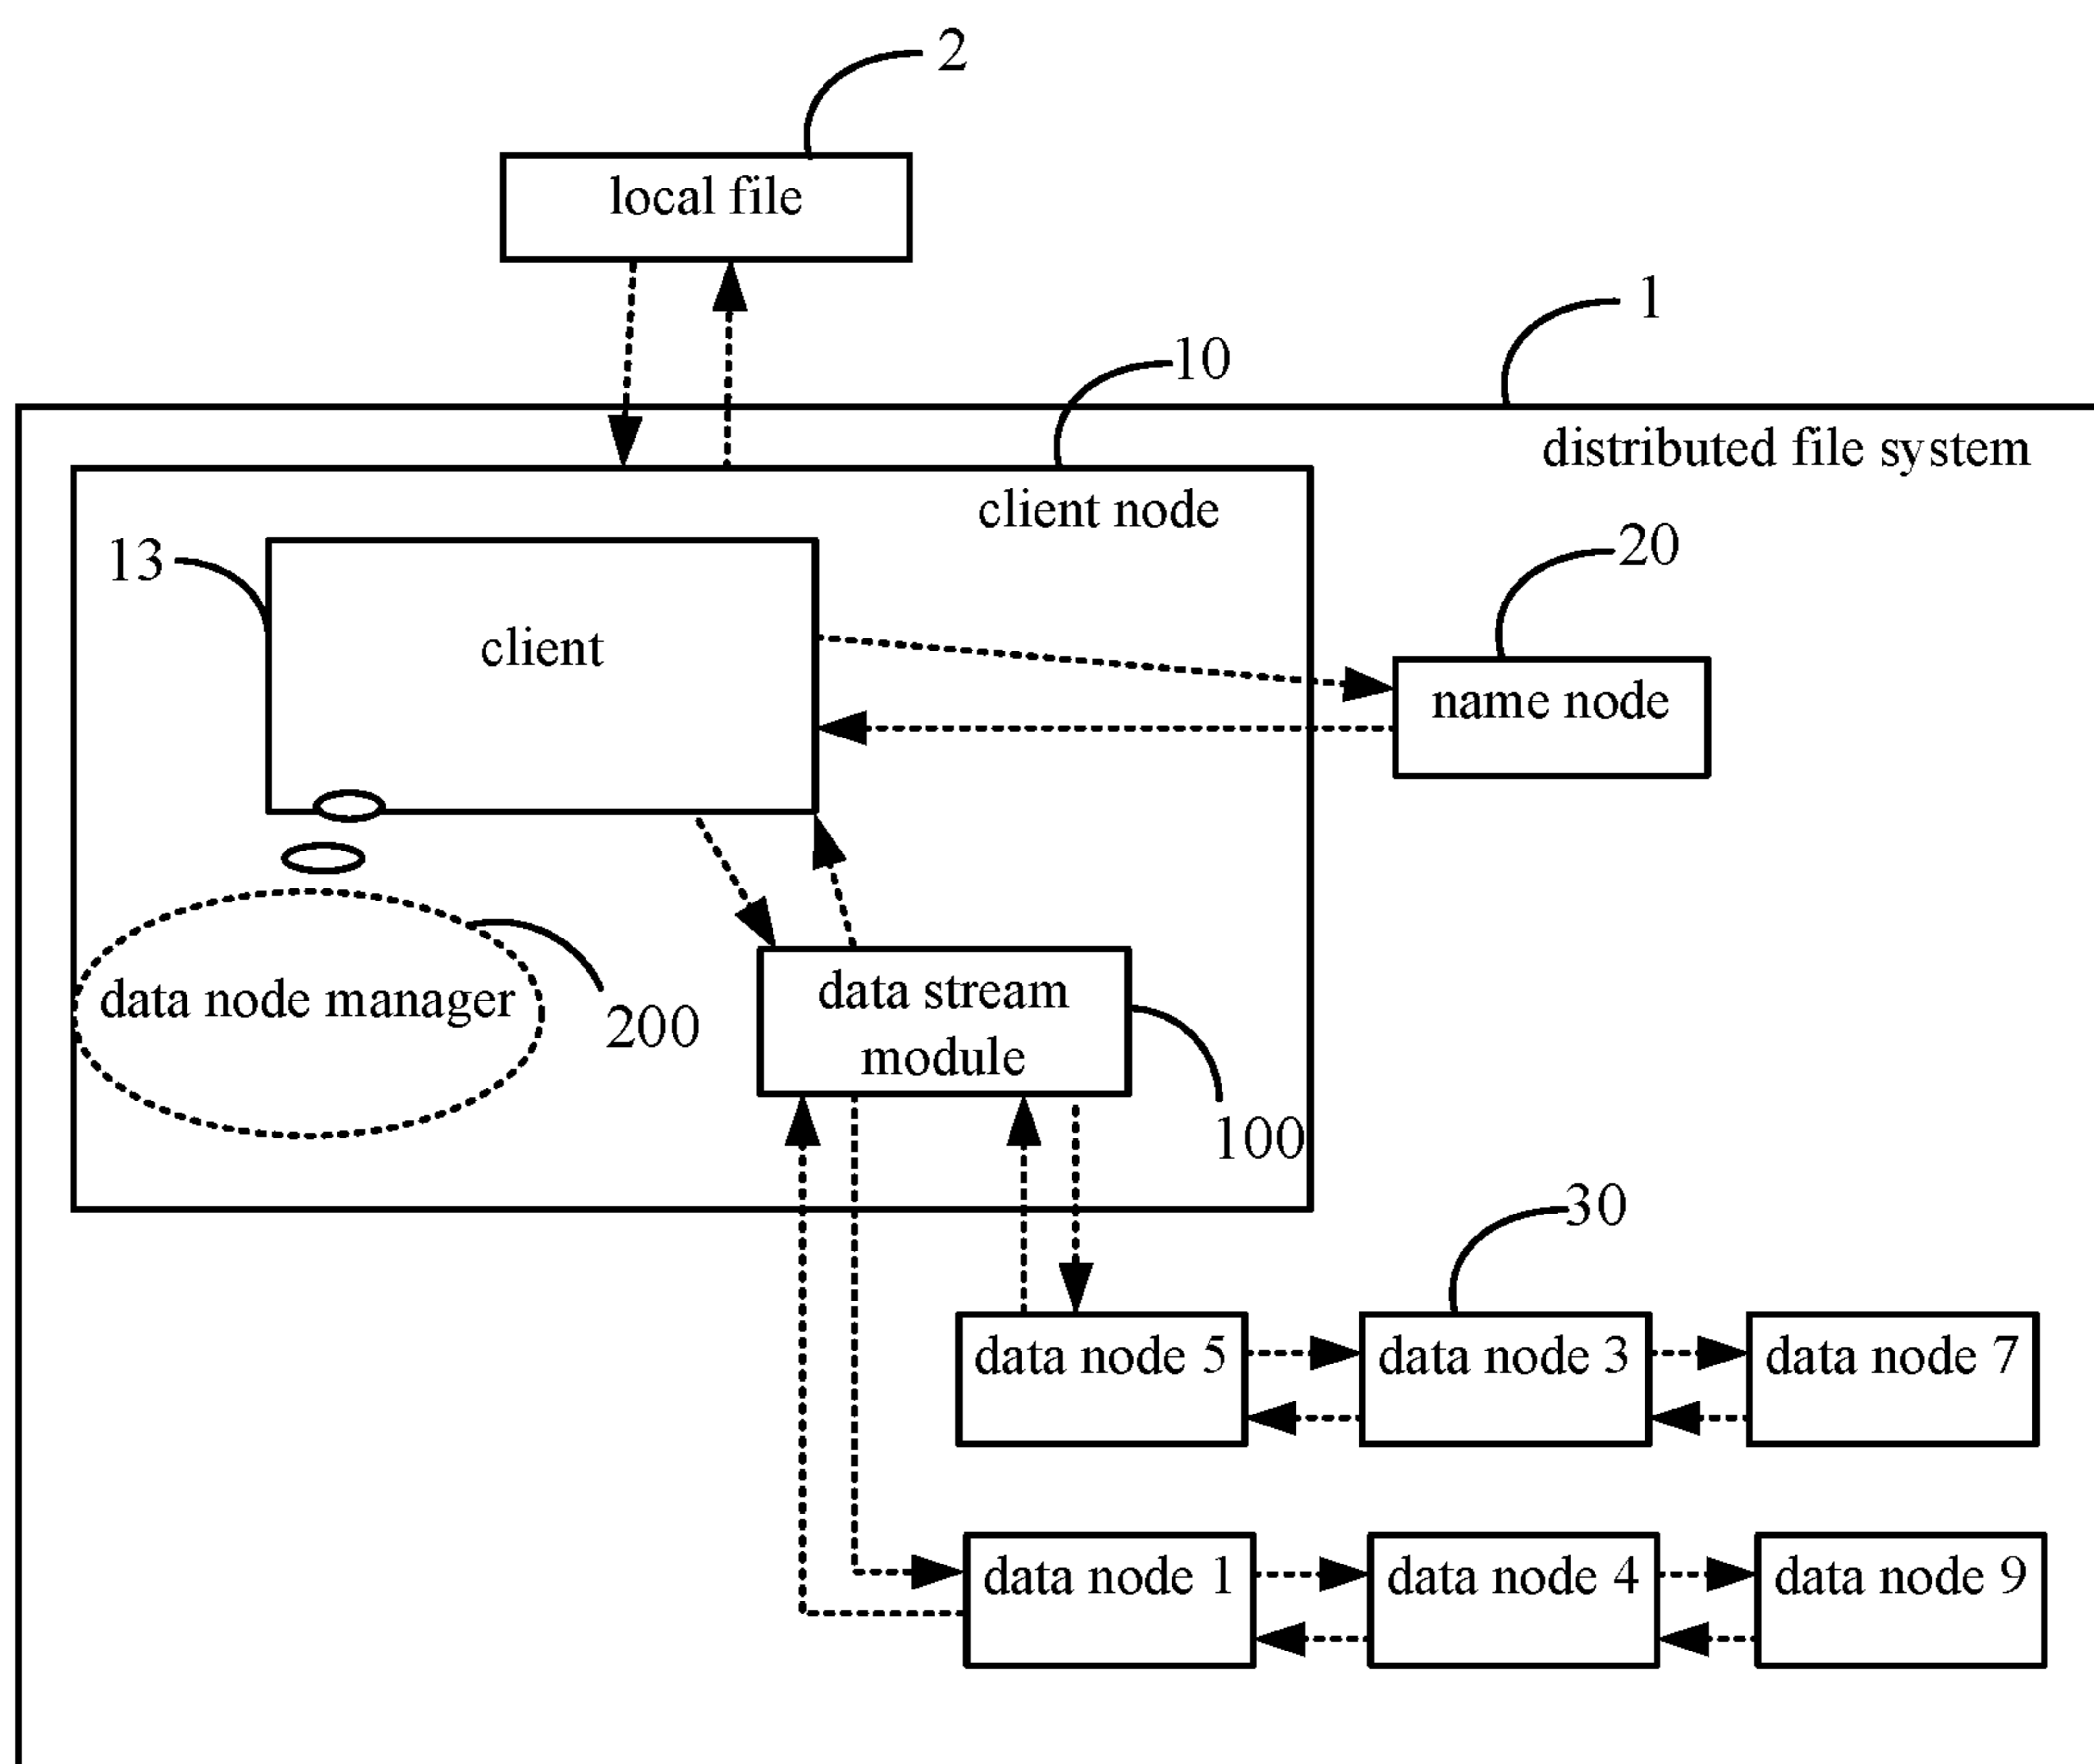 2
local file
1
10
distributed file system
client node
13
20
client
name node
data node manager
200
data stream
module
100
30
data node 5
data node 3
data node 7
data node 1
data node 4
data node 9